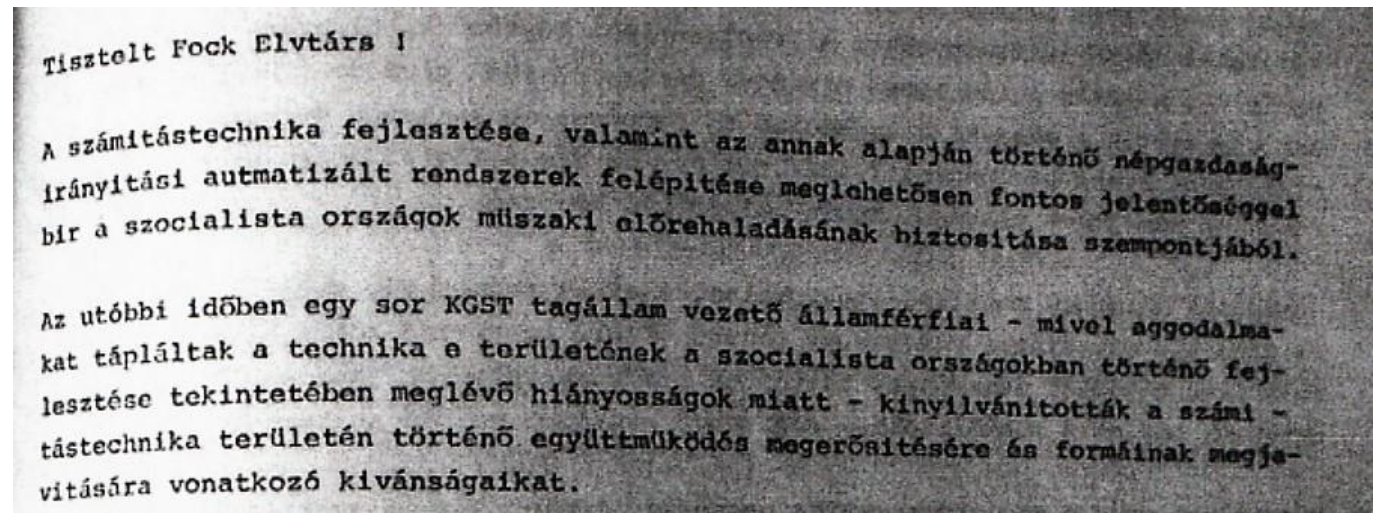 Tisztelt Fock Elvtárs !
A számitástechnika fejlesztése, valamint az annak alapján történő népgazdaság-
irányitási autmatizált rendszerek felépitése meglehetősen fontos jelentőséggel
bir a szocialista országok müszaki előrehaladásának biztositása szempontjából.
Az utóbbi időben egy sor KGST tagállam vezető államférfiai - mivel aggodalma-
kat tápláltak a technika e területének a szocialista országokban történő fej-
lesztése tekintetében meglévő hiányosságok miatt - kinyilvánitották a számi -
tástechnika területén történő együttmüködés megerősitésére és formáinak megja-
vitására vonatkozó kivánságaikat.